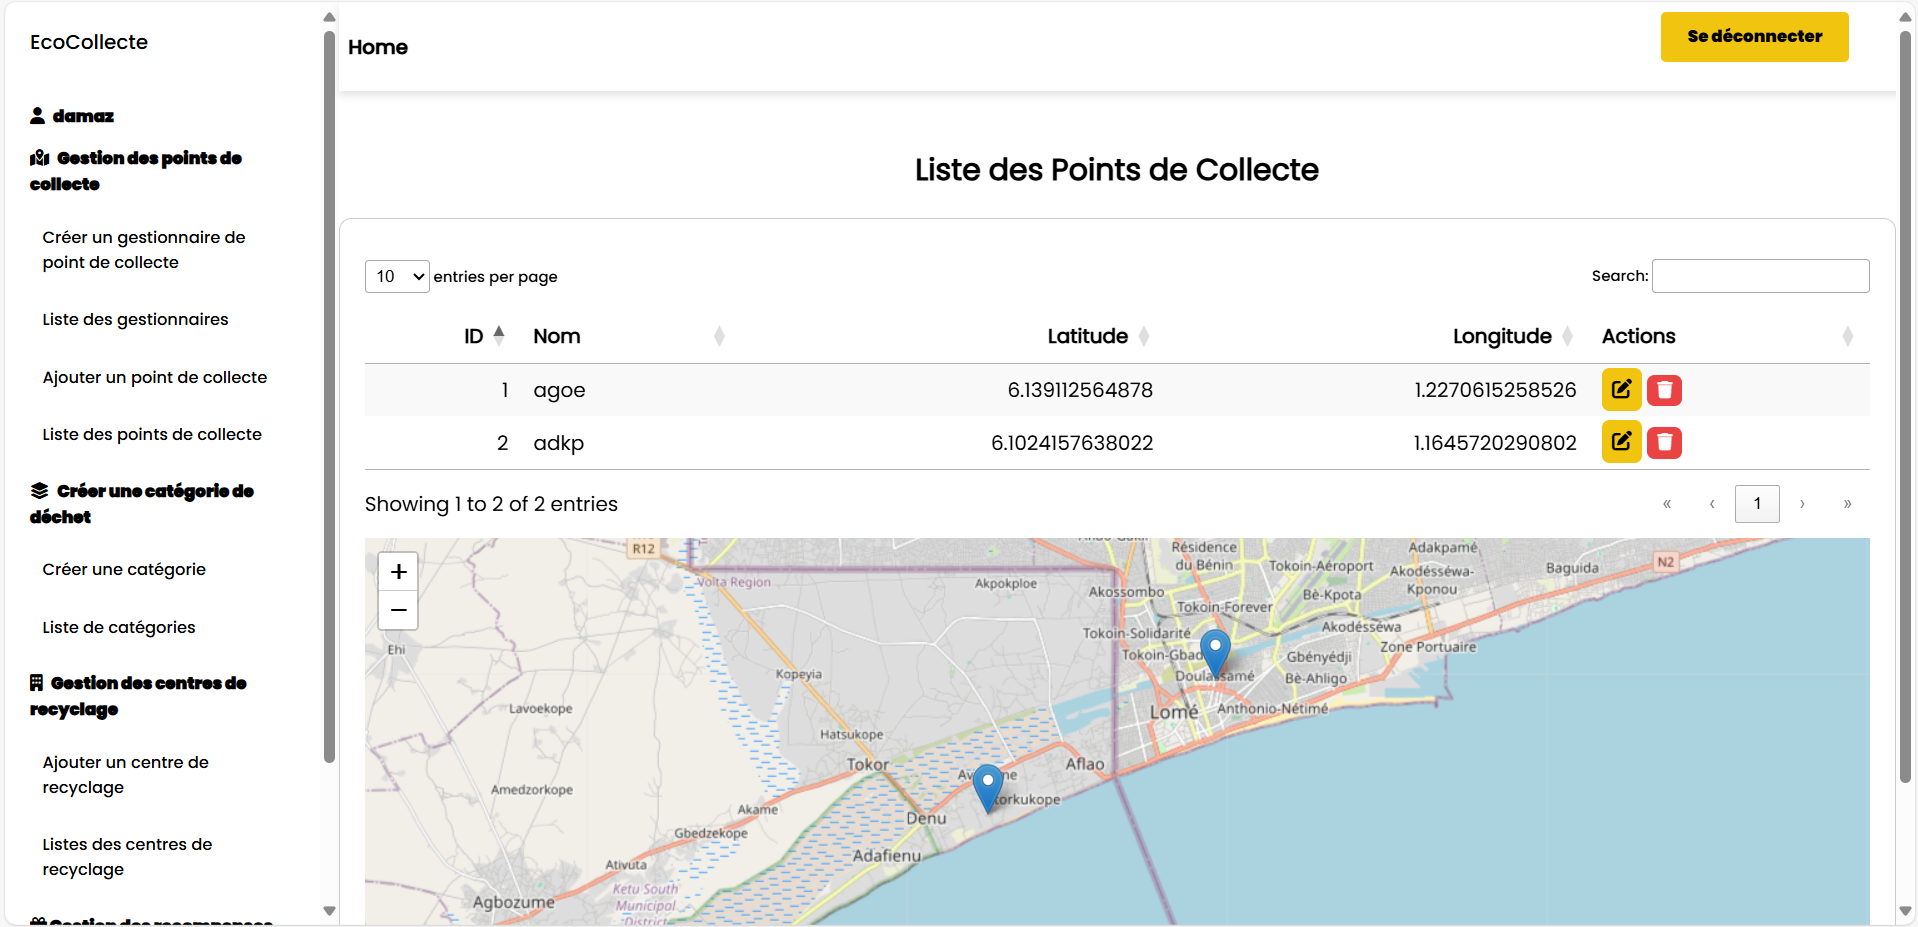 EcoCollecte
damaz
Gestion des points de
collecte
Créer un gestionnaire de
point de collecte
Liste des gestionnaires
Ajouter un point de collecte
Liste des points de collecte
Créer une catégorie de
déchet
Créer une catégorie
Liste de catégories
Gestion des centres de
recyclage
Ajouter un centre de
recyclage
Listes des centres de
recyclage
Gestion des recompenses
Home
Se déconnecter
Liste des Points de Collecte
10 entries per page
Search:
ID Nom Latitude Longitude Actions
1 agoe 6.139112564878 1.2270615258526
2 adkp 6.1024157638022 1.1645720290802
Showing 1 to 2 of 2 entries
« ‹ 1 › »
+
−
R12
Volta Region
Akpokploe
Résidence
du Bénin
Tokoin-Aéroport
Adakpamé
Akodésséwa-
Kponou
Baguida
N2
Akossombo
Tokoin-Forever
Bè-Kpota
Tokoin-Solidarité
Akodésséwa
Zone Portuaire
Ehi
Tokoin-Gbad
Gbényédji
Kopeyia
Doulassamé
Bè-Ahligo
Lavoekope
Lomé
Anthonio-Nétimé
Hatsukope
Tokor
Aflao
Amedzorkope
Akame
Denu
Gbedzekope
Adafienu
Ativuta
Ketu South
Municipal
District
Agbozume